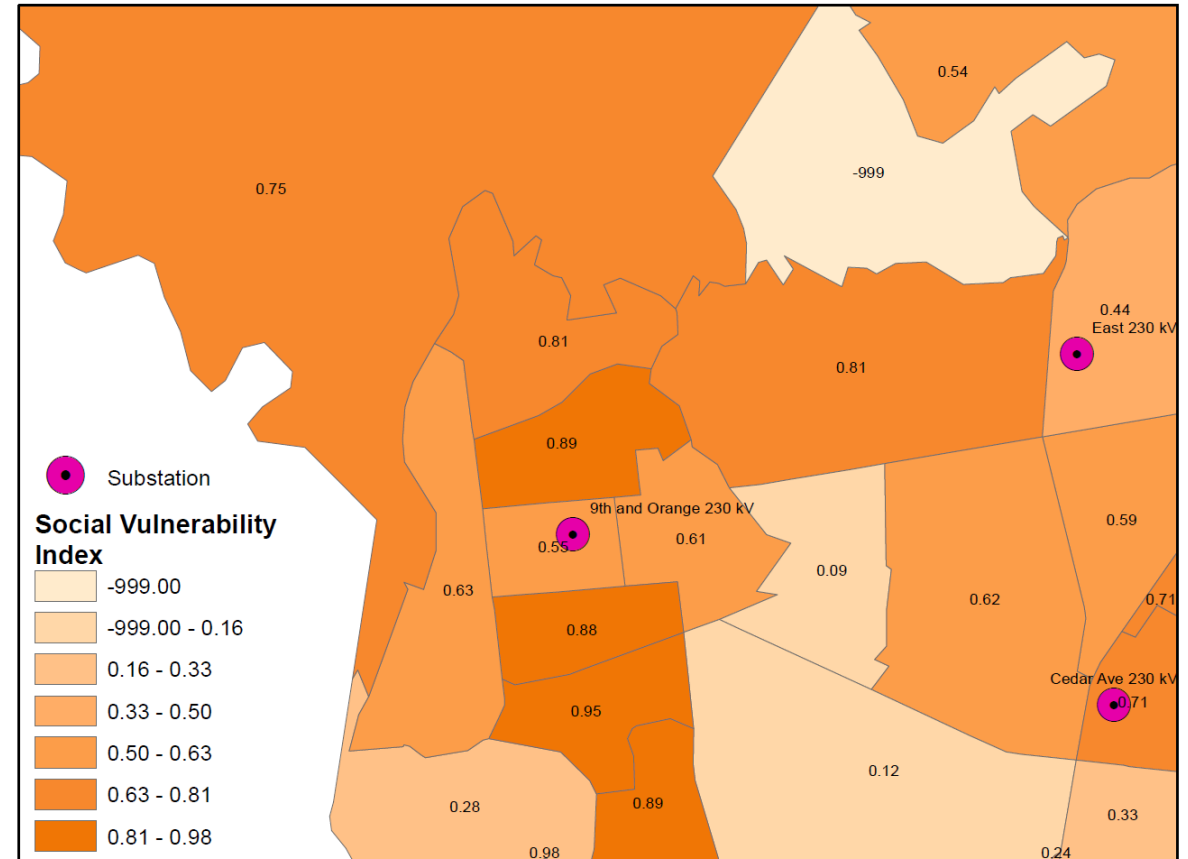 0.54
-999
0.75
0.44
East 230 kV
0.81
0.81
0.89
Substation
9th and Orange 230 kV
Social Vulnerability
Index
0.55
0.61
0.59
0.09
-999.00
0.63
0.62
0.71
-999.00 - 0.16
0.88
0.16 - 0.33
Cedar Ave 230 kV
0.71
0.33 - 0.50
0.95
0.50 - 0.63
0.12
0.63 - 0.81
0.28
0.89
0.33
0.81 - 0.98
0.98
0.24